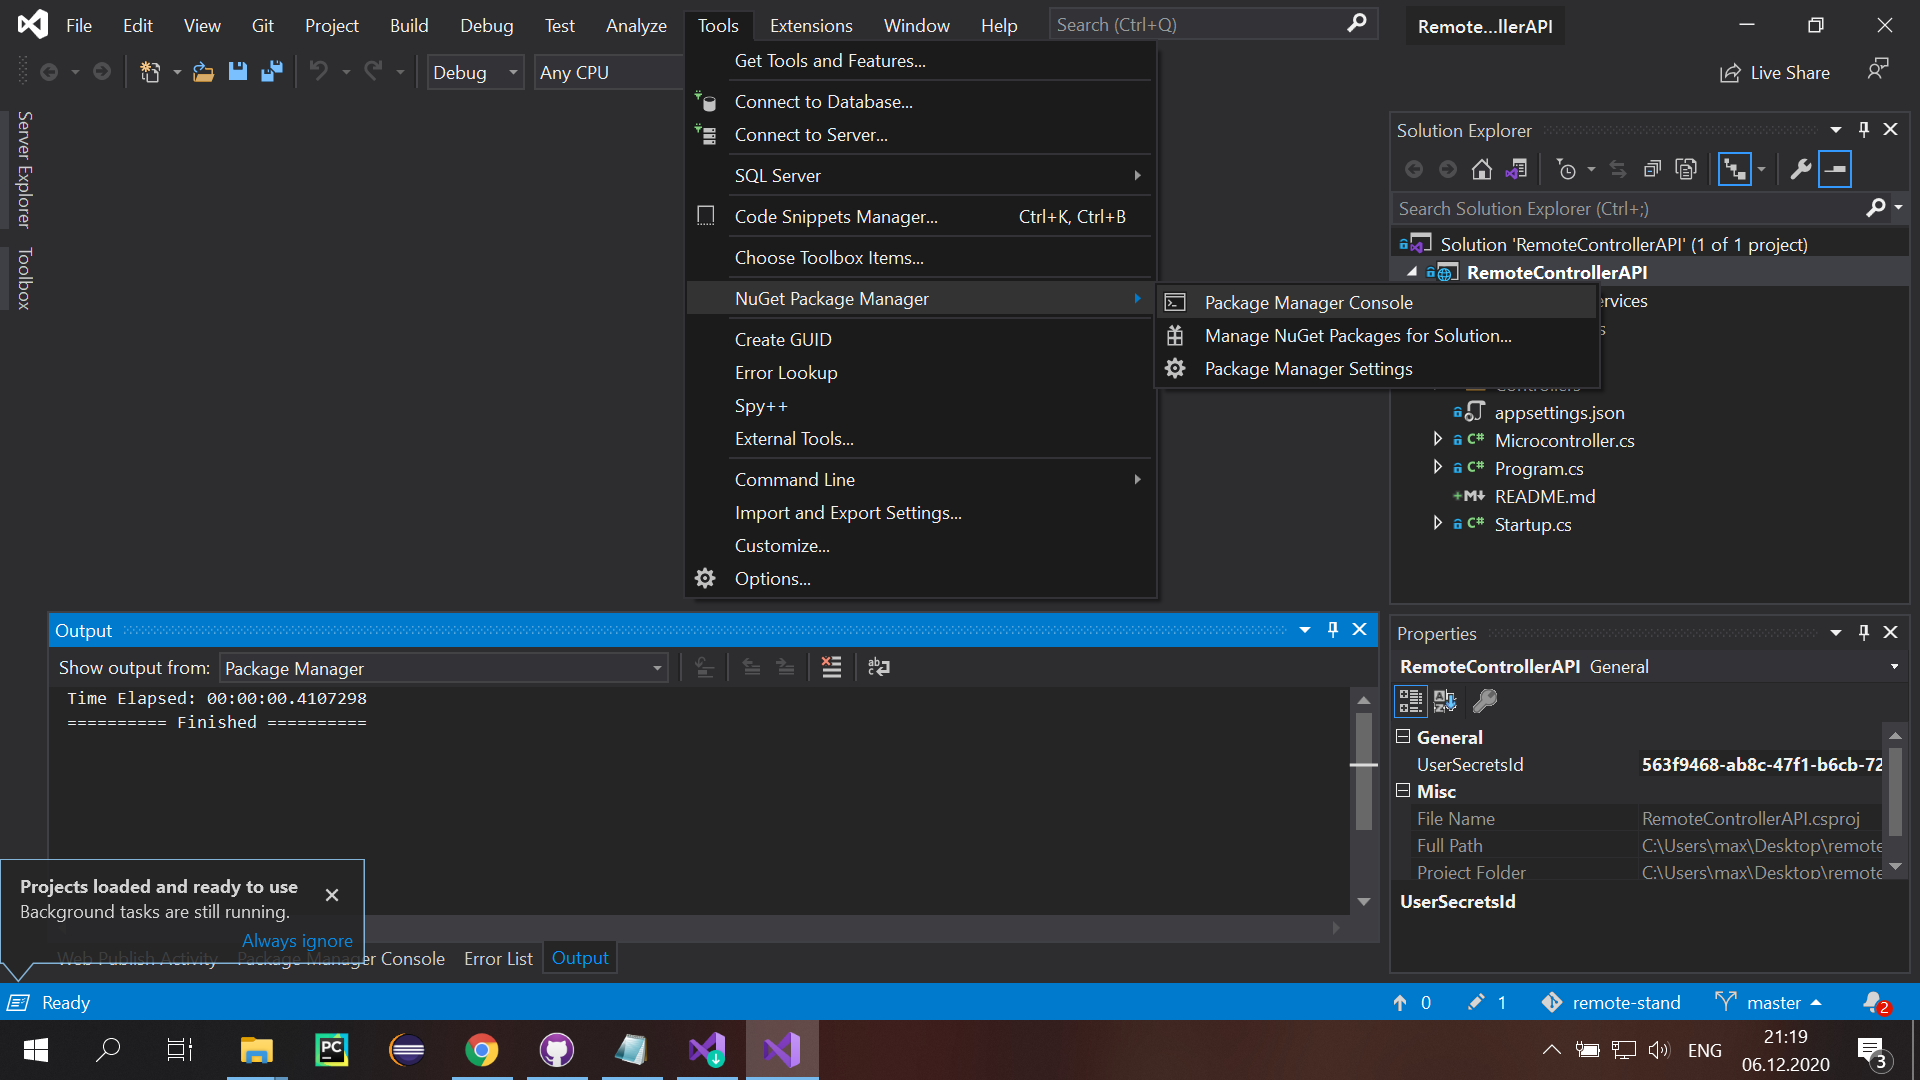 File Edit View Git Project Build Debug Test Analyze Tools Extensions Window Help Search (Ctrl+Q) Remote...llerAPI
Debug Any CPU Live Share
Server Explorer
Toolbox
Get Tools and Features...
Connect to Database...
Connect to Server...
SQL Server
Code Snippets Manager... Ctrl+K, Ctrl+B
Choose Toolbox Items...
NuGet Package Manager
Create GUID
Error Lookup
Spy++
External Tools...
Command Line
Import and Export Settings...
Customize...
Options...
Package Manager Console
Manage NuGet Packages for Solution...
Package Manager Settings
Solution Explorer
Search Solution Explorer (Ctrl+;)
Solution 'RemoteControllerAPI' (1 of 1 project)
RemoteControllerAPI
ervices
s
Controllers
appsettings.json
C# Microcontroller.cs
C# Program.cs
README.md
C# Startup.cs
Output
Show output from: Package Manager
Time Elapsed: 00:00:00.4107298
========== Finished ==========
Projects loaded and ready to use
Background tasks are still running.
Always ignore
Web Publish Activity Package Manager Console Error List Output
Properties
RemoteControllerAPI General
General
UserSecretsId 563f9468-ab8c-47f1-b6cb-72
Misc
File Name RemoteControllerAPI.csproj
Full Path C:\Users\max\Desktop\remote
Project Folder C:\Users\max\Desktop\remote
UserSecretsId
Ready 0 1 remote-stand master 2
PC ENG 21:19
06.12.2020 3